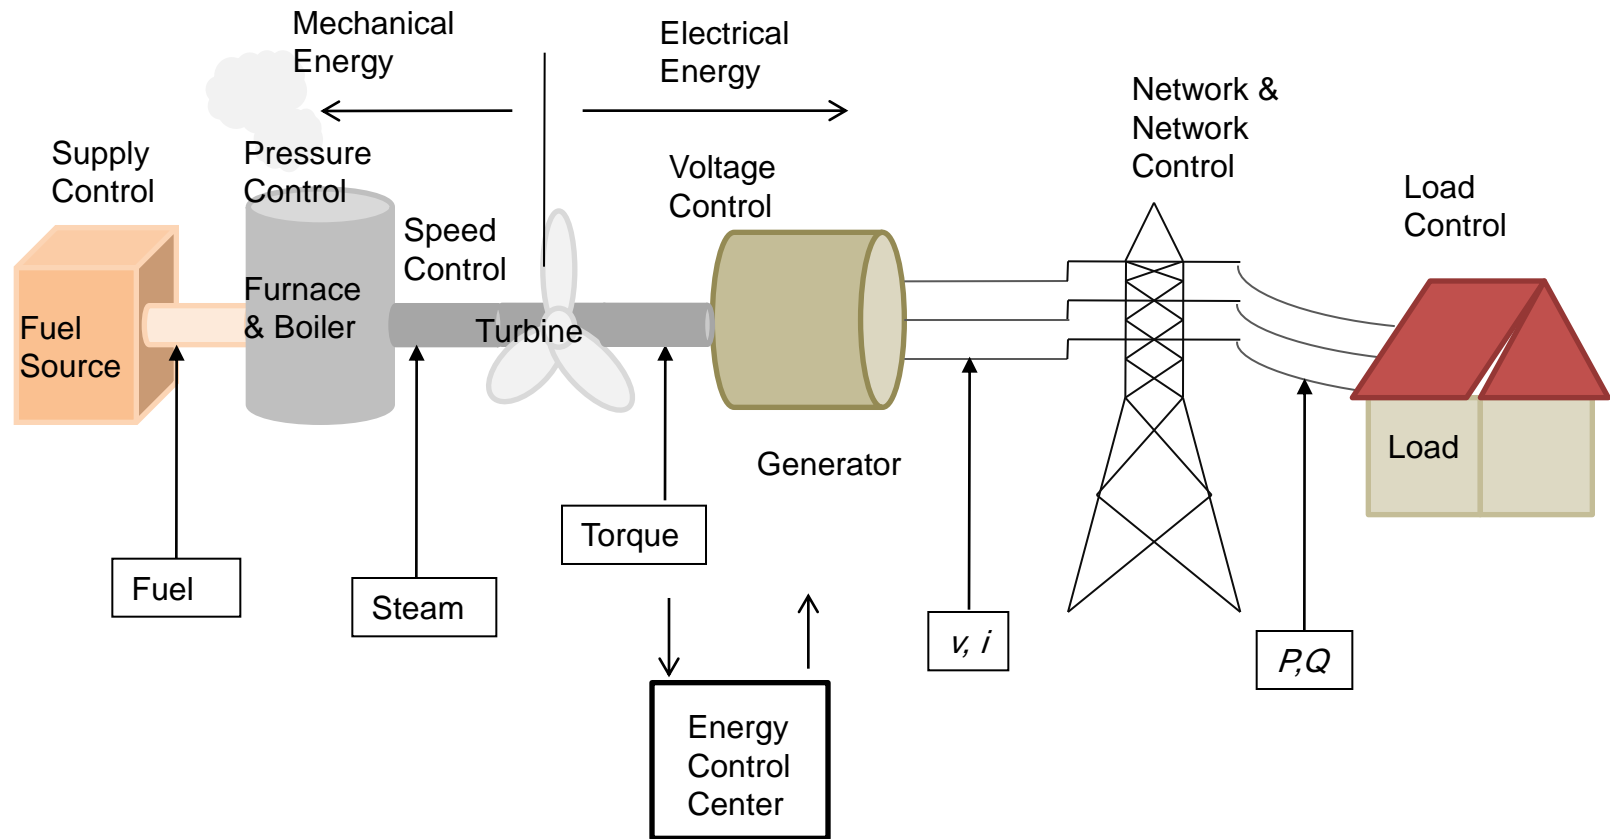 Mechanical
Energy
Electrical
Energy
Network &
Network
Control
Supply
Control
Pressure
Control
Voltage
Control
Load
Control
Speed
Control
Fuel
Source
Furnace
& Boiler
Turbine
Generator
Load
Torque
Fuel
Steam
v, i
P,Q
Energy
Control
Center